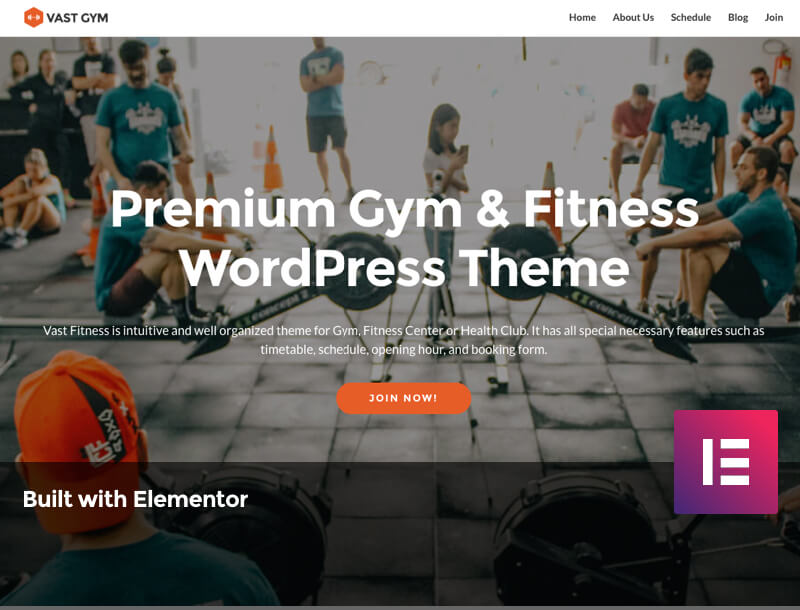 VAST GYM
Home
About Us
Schedule
Blog
Join
Premium Gym & Fitness
WordPress Theme
Vast Fitness is intuitive and well organized theme for Gym, Fitness Center or Health Club. It has all special necessary features such as
timetable, schedule, opening hour, and booking form.
JOIN NOW!
Built with Elementor